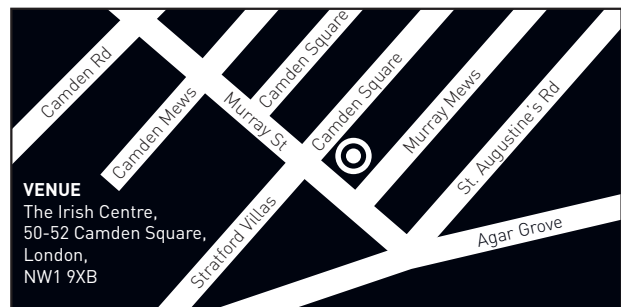 Camden Rd
Camden Mews
Murray St
Camden Square
Camden Square
Murray Mews
St. Augustine's Rd
Stratford Villas
Agar Grove
VENUE
The Irish Centre,
50-52 Camden Square,
London,
NW1 9XB